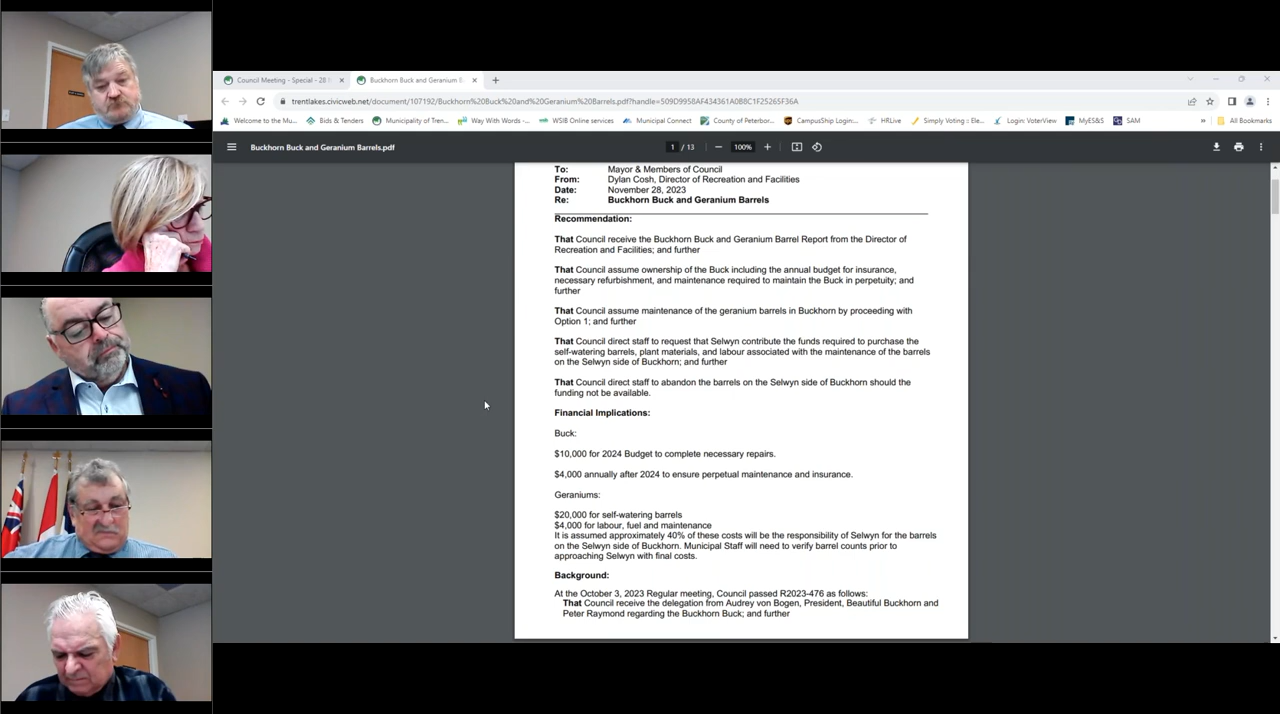 Council Meeting - Special - 28
Buckhorn Buck and Geranium B
trentlakes.civicweb.net/document/107192/Buckhorn%20Buck%20and%20Geranium%20Barrels.pdf?handle=509D9958AF434361A0B8C1F25265F36A
Welcome to the Mu... Bids & Tenders Municipality of Tren... Way With Words -... WSIB Online services Municipal Connect County of Peterbor... CampusShip Login:... HRLive Simply Voting :: Ele... Login: VoterView MyES&S SAM » All Bookmarks
Buckhorn Buck and Geranium Barrels.pdf 1 / 13 100%
To: Mayor & Members of Council
From: Dylan Cosh, Director of Recreation and Facilities
Date: November 28, 2023
Re: Buckhorn Buck and Geranium Barrels
Recommendation:
That Council receive the Buckhorn Buck and Geranium Barrel Report from the Director of
Recreation and Facilities; and further
That Council assume ownership of the Buck including the annual budget for insurance,
necessary refurbishment, and maintenance required to maintain the Buck in perpetuity; and
further
That Council assume maintenance of the geranium barrels in Buckhorn by proceeding with
Option 1; and further
That Council direct staff to request that Selwyn contribute the funds required to purchase the
self-watering barrels, plant materials, and labour associated with the maintenance of the barrels
on the Selwyn side of Buckhorn; and further
That Council direct staff to abandon the barrels on the Selwyn side of Buckhorn should the
funding not be available.
Financial Implications:
Buck:
$10,000 for 2024 Budget to complete necessary repairs.
$4,000 annually after 2024 to ensure perpetual maintenance and insurance.
Geraniums:
$20,000 for self-watering barrels
$4,000 for labour, fuel and maintenance
It is assumed approximately 40% of these costs will be the responsibility of Selwyn for the barrels
on the Selwyn side of Buckhorn. Municipal Staff will need to verify barrel counts prior to
approaching Selwyn with final costs.
Background:
At the October 3, 2023 Regular meeting, Council passed R2023-476 as follows:
That Council receive the delegation from Audrey von Bogen, President, Beautiful Buckhorn and
Peter Raymond regarding the Buckhorn Buck; and further